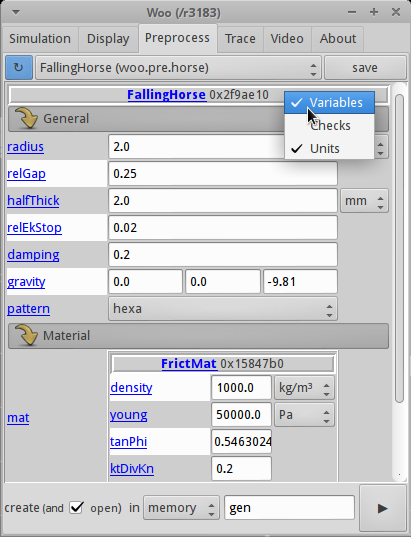 Woo (/r3183)
Simulation Display Preprocess Trace Video About
FallingHorse (woo.pre.horse) save
FallingHorse 0x2f9ae10
Variables
General
Checks
Units
radius 2.0
relGap 0.25
halfThick 2.0 mm
relEkStop 0.02
damping 0.2
gravity 0.0 0.0 -9.81
pattern hexa
Material
FrictMat 0x15847b0
density 1000.0 kg/m³
young 50000.0 Pa
mat
tanPhi 0.5463024
ktDivKn 0.2
create (and open) in memory gen